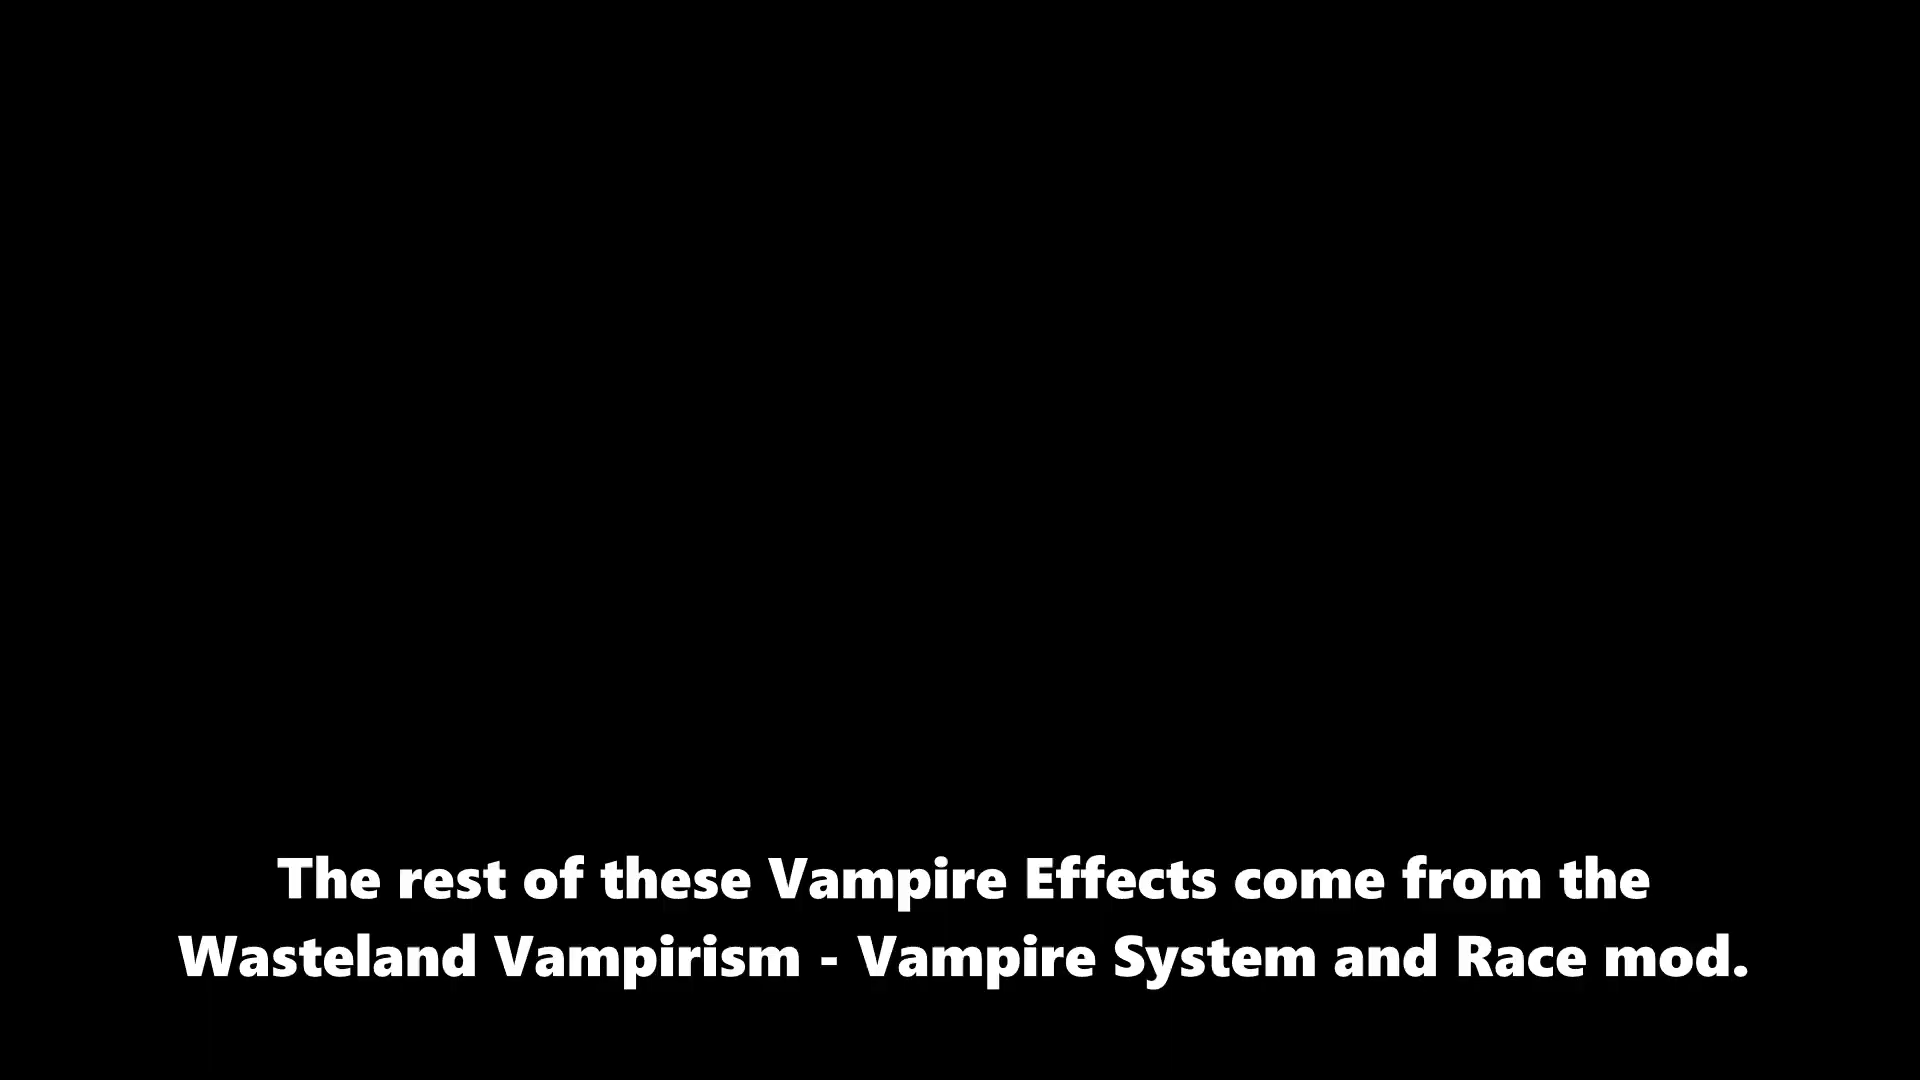 The rest of these Vampire Effects come from the
Wasteland Vampirism - Vampire System and Race mod.